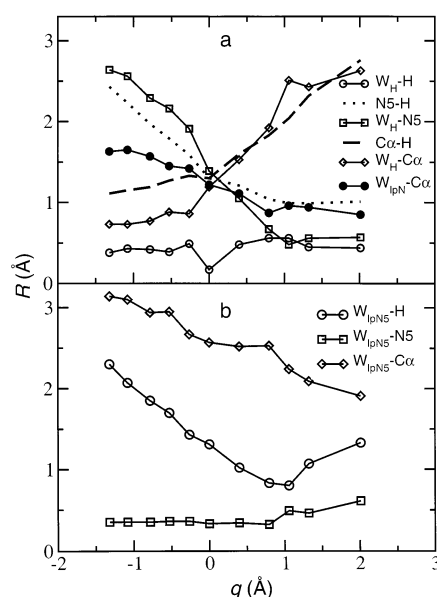 a
3
2
1
0
W_H-H
N5-H
W_H-N5
Cα-H
W_H-Cα
W_lpN-Cα
R (Å)
b
3
2
1
0
W_lpN5-H
W_lpN5-N5
W_lpN5-Cα
R (Å)
-2 -1 0 1 2 3
q (Å)